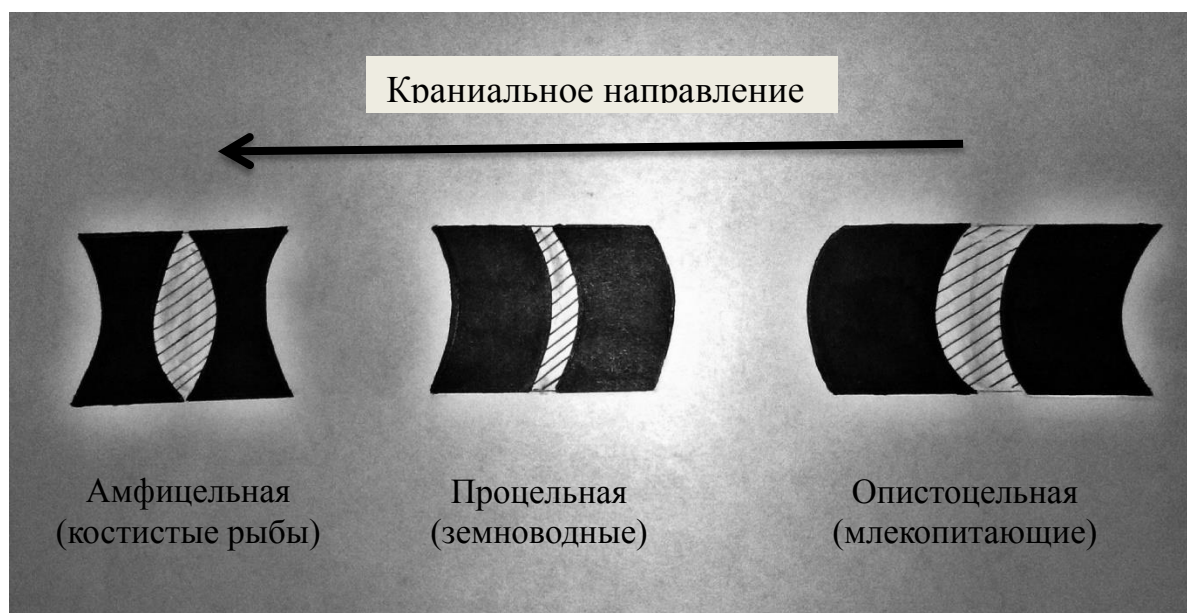 Краниальное направление
Амфицельная
(костистые рыбы)
Процельная
(земноводные)
Опистоцельная
(млекопитающие)